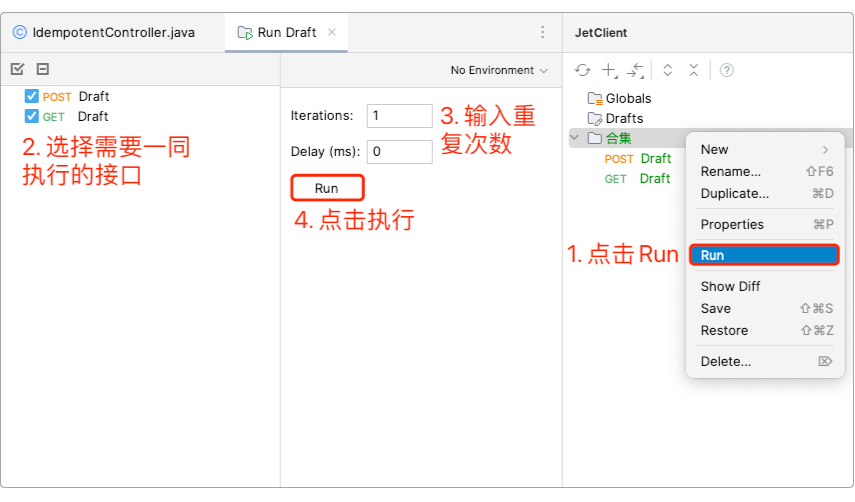 IdempotentController.java
Run Draft
JetClient
No Environment
POST Draft
GET Draft
2. 选择需要一同
执行的接口
Iterations: 1
Delay (ms): 0
Run
3. 输入重
复次数
4. 点击执行
Globals
Drafts
合集
POST Draft
GET Draft
1. 点击 Run
New
Rename... ⇧F6
Duplicate... ⌘D
Properties ⌘P
Run
Show Diff
Save ⇧⌘S
Restore ⇧⌘Z
Delete... ⌦